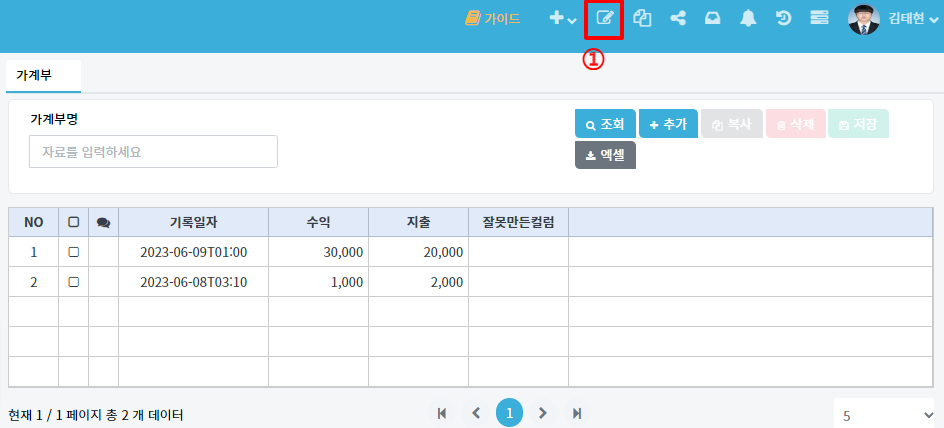 가이드 김태현
①
가계부
가계부명
자료를 입력하세요
조회 추가 복사 삭제 저장
엑셀
NO 기록일자 수익 지출 잘못만든컬럼
1 2023-06-09T01:00 30,000 20,000
2 2023-06-08T03:10 1,000 2,000
현재 1 / 1 페이지 총 2 개 데이터 1 5